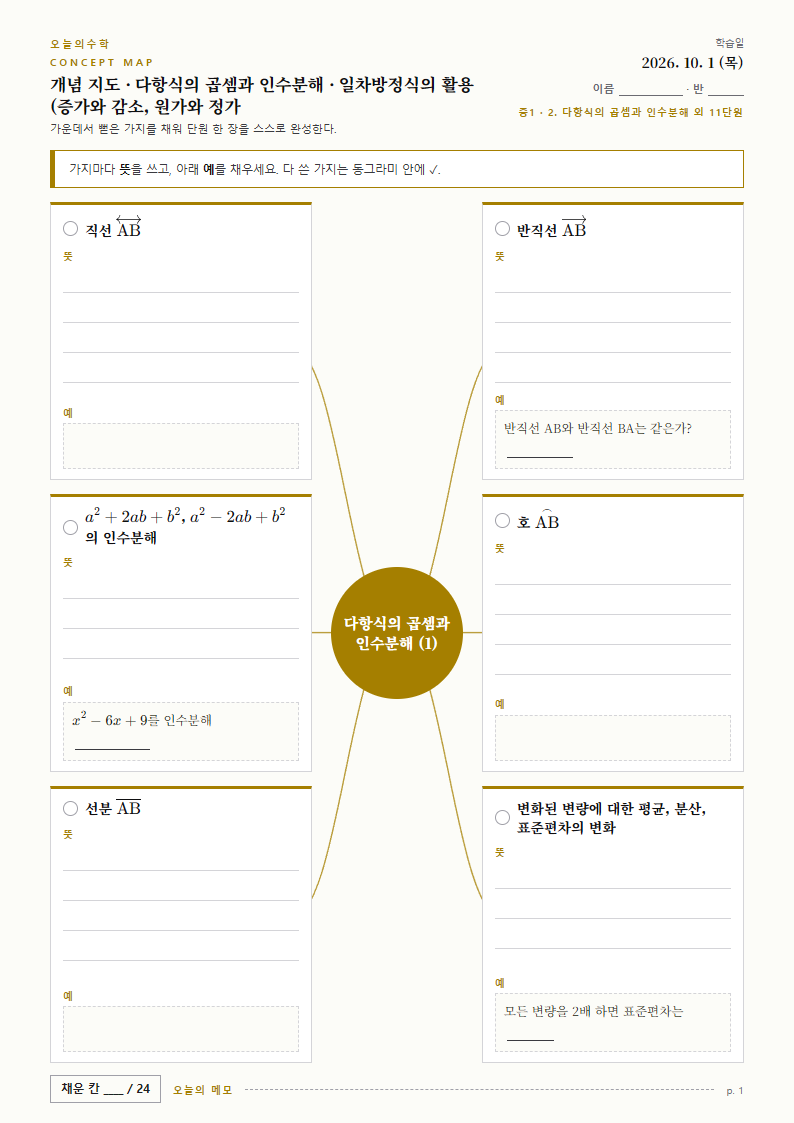 오늘의수학
CONCEPT MAP
개념 지도 · 다항식의 곱셈과 인수분해 · 일차방정식의 활용
(증가와 감소, 원가와 정가
가운데서 뻗은 가지를 채워 단원 한 장을 스스로 완성한다.
학습일
2026. 10. 1 (목)
이름 ________ · 반 ____
중1 · 2. 다항식의 곱셈과 인수분해 외 11단원
가지마다 뜻을 쓰고, 아래 예를 채우세요. 다 쓴 가지는 동그라미 안에 ✓.
직선 \overleftrightarrow{AB}
뜻
예
반직선 \overrightarrow{AB}
뜻
예
반직선 AB와 반직선 BA는 같은가?
________
a² + 2ab + b², a² − 2ab + b²
의 인수분해
뜻
예
x² − 6x + 9를 인수분해
________
호 \overset{\frown}{AB}
뜻
예
다항식의 곱셈과
인수분해 (1)
선분 \overline{AB}
뜻
예
변화된 변량에 대한 평균, 분산,
표준편차의 변화
뜻
예
모든 변량을 2배 하면 표준편차는
______
채운 칸 ___ / 24
오늘의 메모
p. 1